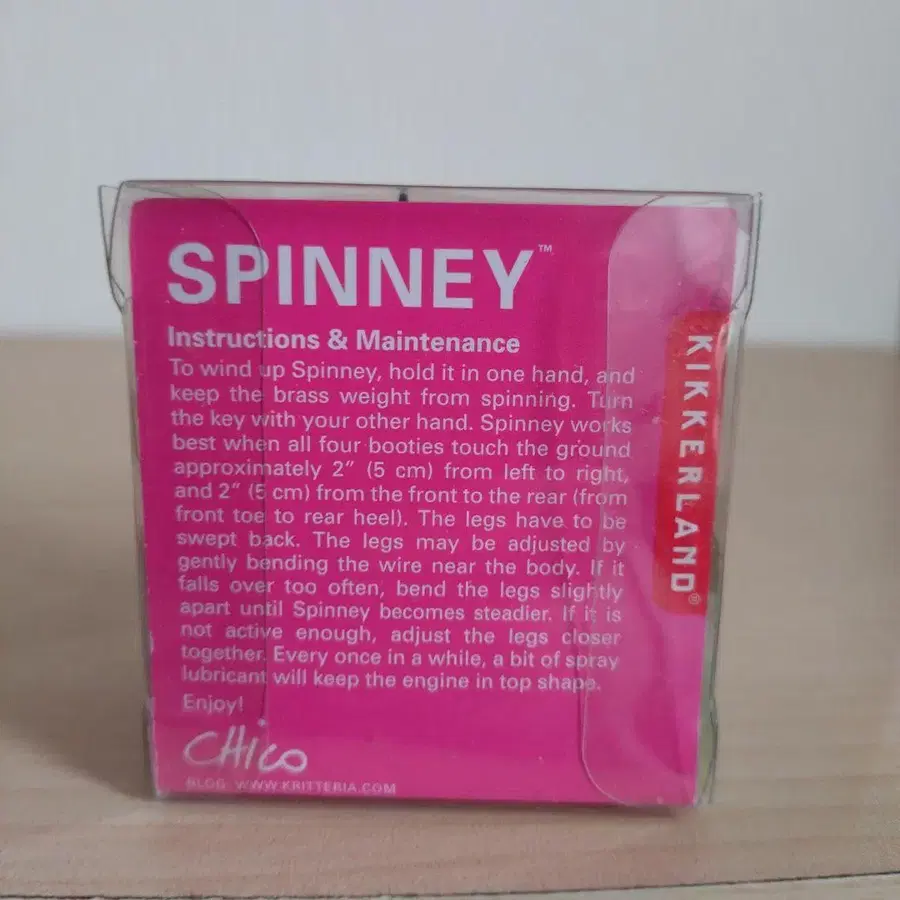 SPINNEY™
Instructions & Maintenance
To wind up Spinney, hold it in one hand, and
keep the brass weight from spinning. Turn
the key with your other hand. Spinney works
best when all four booties touch the ground
approximately 2” (5 cm) from left to right,
and 2” (5 cm) from the front to the rear (from
front toe to rear heel). The legs have to be
swept back. The legs may be adjusted by
gently bending the wire near the body. If it
falls over too often, bend the legs slightly
apart until Spinney becomes steadier. If it is
not active enough, adjust the legs closer
together. Every once in a while, a bit of spray
lubricant will keep the engine in top shape.
Enjoy!
CHICO
BLOG: WWW.KRITTERIA.COM
KIKKERLAND®